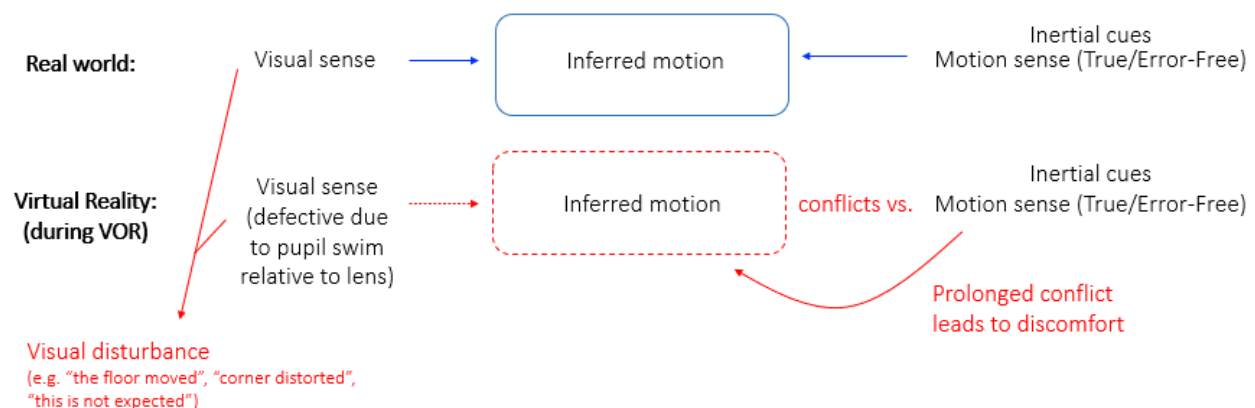 Real world:
Visual sense
Inferred motion
Inertial cues
Motion sense (True/Error-Free)
Virtual Reality:
(during VOR)
Visual sense
(defective due
to pupil swim
relative to lens)
Inferred motion
conflicts vs.
Inertial cues
Motion sense (True/Error-Free)
Prolonged conflict
leads to discomfort
Visual disturbance
(e.g. “the floor moved”, “corner distorted”,
“this is not expected”)